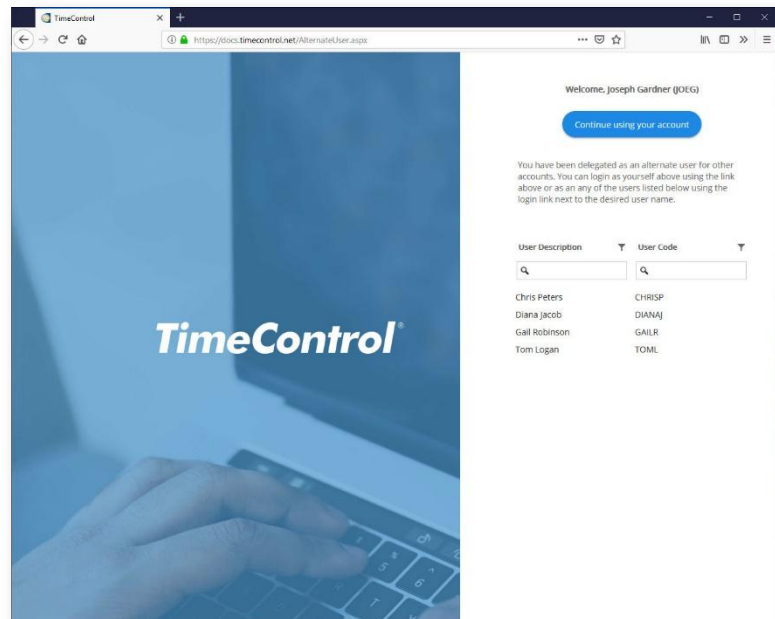 TimeControl
https://docs.timecontrol.net/AlternateUser.aspx
Welcome, Joseph Gardner (JOEG)
Continue using your account
You have been delegated as an alternate user for other
accounts. You can login as yourself above using the link
above or as an any of the users listed below using the
login link next to the desired user name.
User Description User Code
Chris Peters CHRISP
Diana Jacob DIANAJ
Gail Robinson GAILR
Tom Logan TOML
TimeControl®
5
6
T